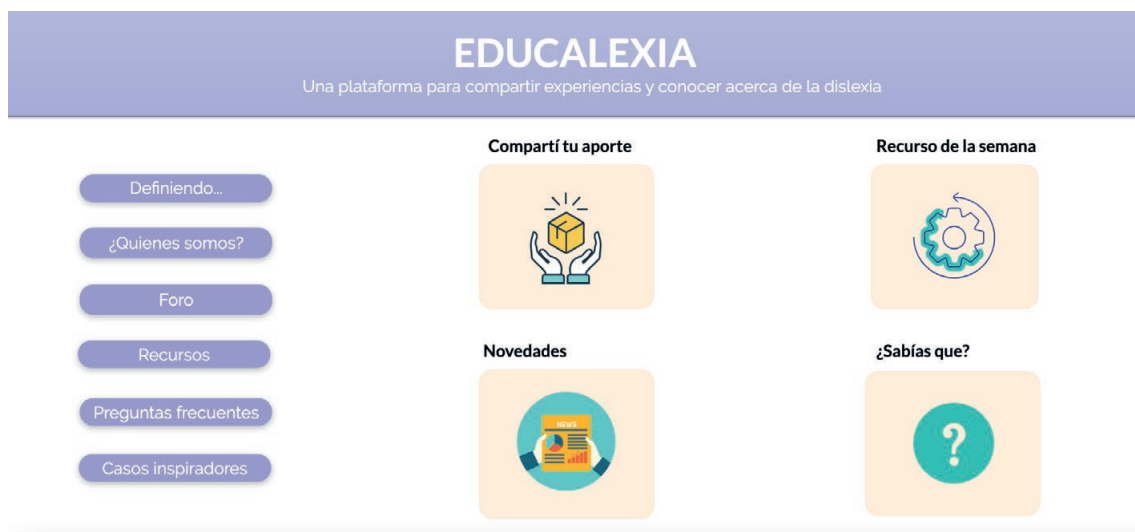 EDUCALEXIA
Una plataforma para compartir experiencias y conocer acerca de la dislexia
Definiendo...
¿Quienes somos?
Foro
Recursos
Preguntas frecuentes
Casos inspiradores
Compartí tu aporte
Recurso de la semana
Novedades
NEWS
¿Sabías que?
?